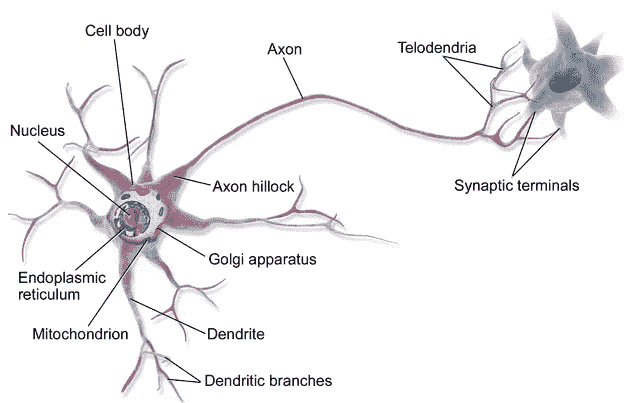 Cell body
Axon
Telodendria
Nucleus
Axon hillock
Synaptic terminals
Golgi apparatus
Endoplasmic
reticulum
Mitochondrion
Dendrite
Dendritic branches